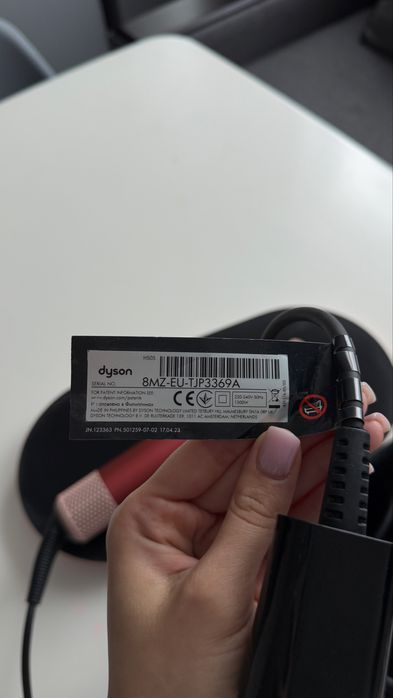 HS05
dyson
SERIAL NO.
8MZ-EU-TJP3369A
FOR PATENT INFORMATION SEE
www.dyson.com/patents
CE
220-240V 50Hz
1300W
MADE IN PHILIPPINES BY DYSON TECHNOLOGY LIMITED TETBURY HILL MALMESBURY SN16 0RP UK
DYSON TECHNOLOGY B.V. DE RUIJTERKADE 139, 1011 AC AMSTERDAM, NETHERLANDS
JN.123363 PN.501259-07-02 17.04.23